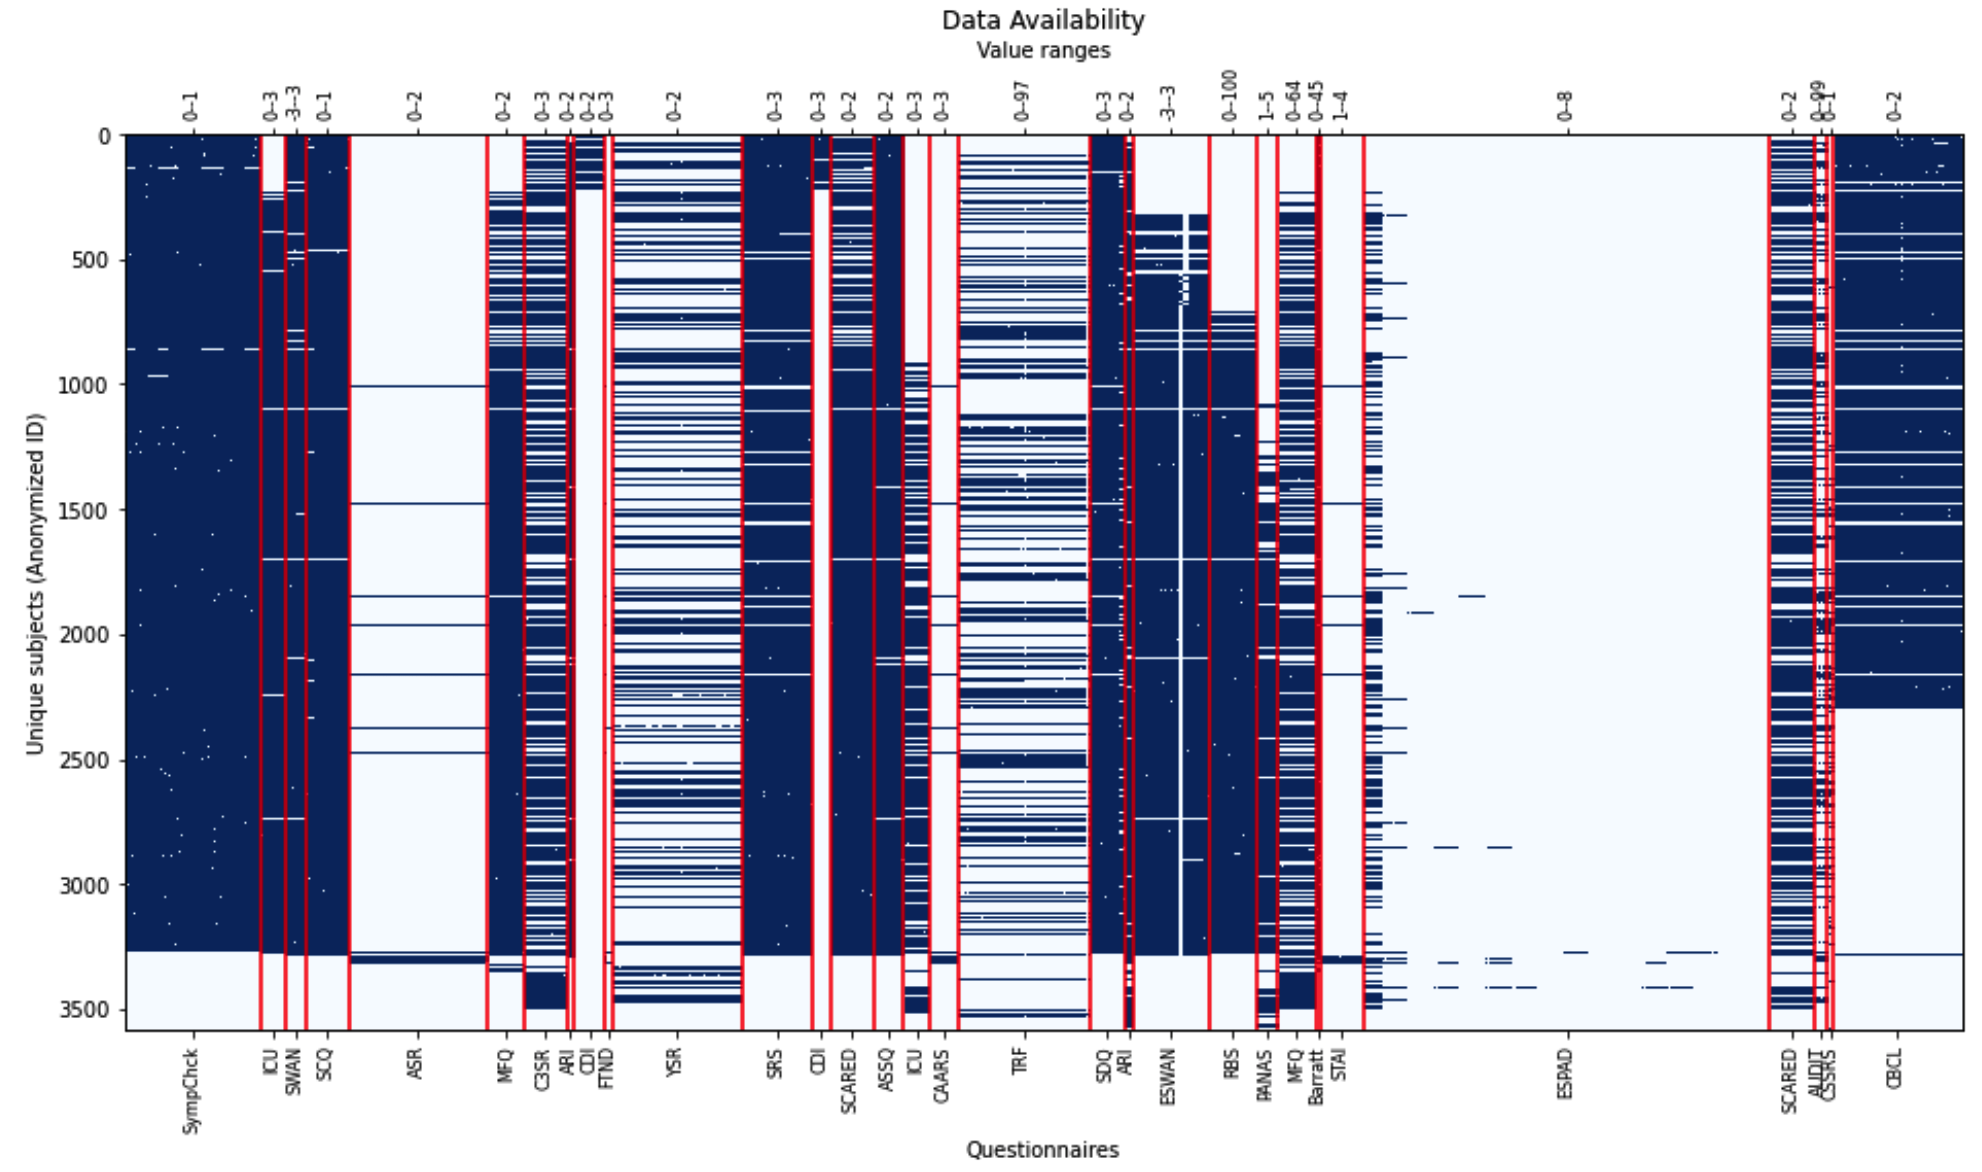 Data Availability
Value ranges
0--1 0--3 -3--3 0--1 0--2 0--2 0--3 0--2 0--2 0--3 0--2 0--3 0--3 0--2 0--2 0--3 0--3 0--97 0--3 0--2 -3--3 0--100 1--5 0--64 0--45 1--4 0--8 0--2 0--99 0--1 0--2
0
500
1000
1500
2000
2500
3000
3500
Unique subjects (Anonymized ID)
SympChck ICU SWAN SCQ ASR MFQ C3SR ARI CDI FTND YSR SRS CDI SCARED ASSQ ICU CAARS TRF SDQ ARI ESWAN RBS PANAS MFQ Barratt STAI ESPAD SCARED AUDIT CSSRS CBCL
Questionnaires